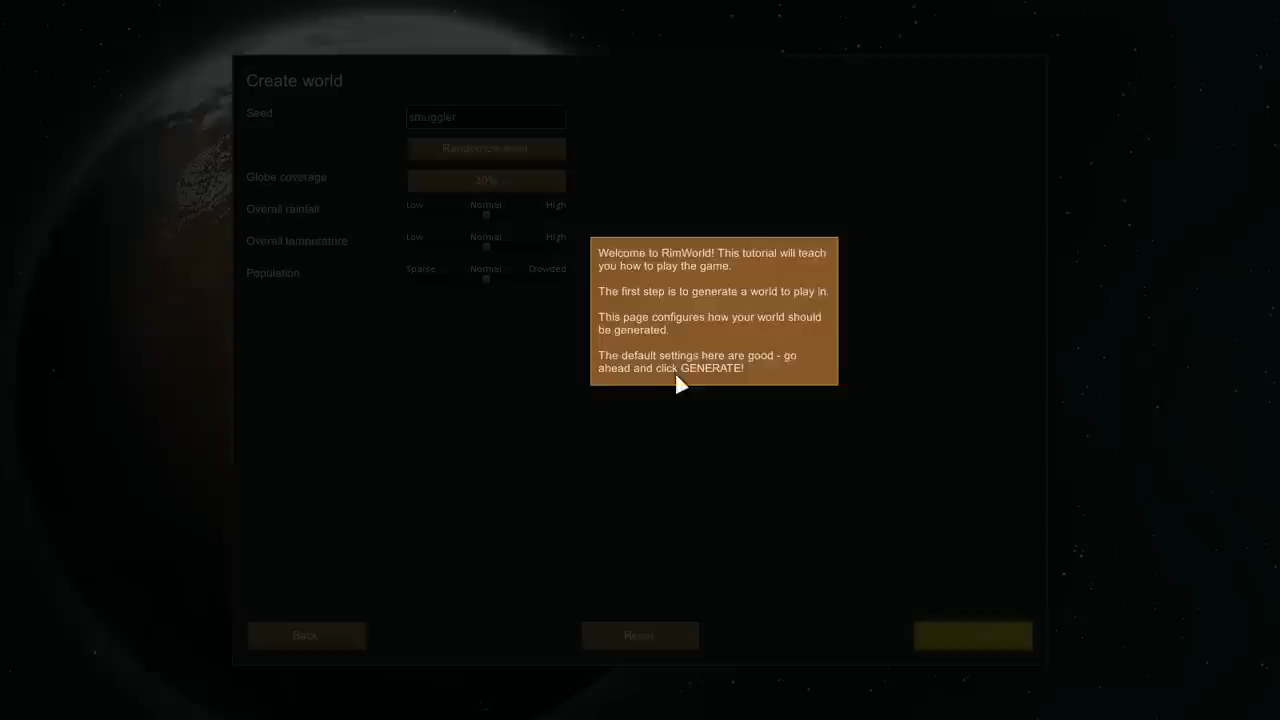 Create world
Seed
smuggler
Randomize seed
Globe coverage
30%
Overall rainfall
Low Normal High
Overall temperature
Low Normal High
Population
Sparse Normal Crowded
Welcome to RimWorld! This tutorial will teach
you how to play the game.
The first step is to generate a world to play in.
This page configures how your world should
be generated.
The default settings here are good - go
ahead and click GENERATE!
Back
Reset